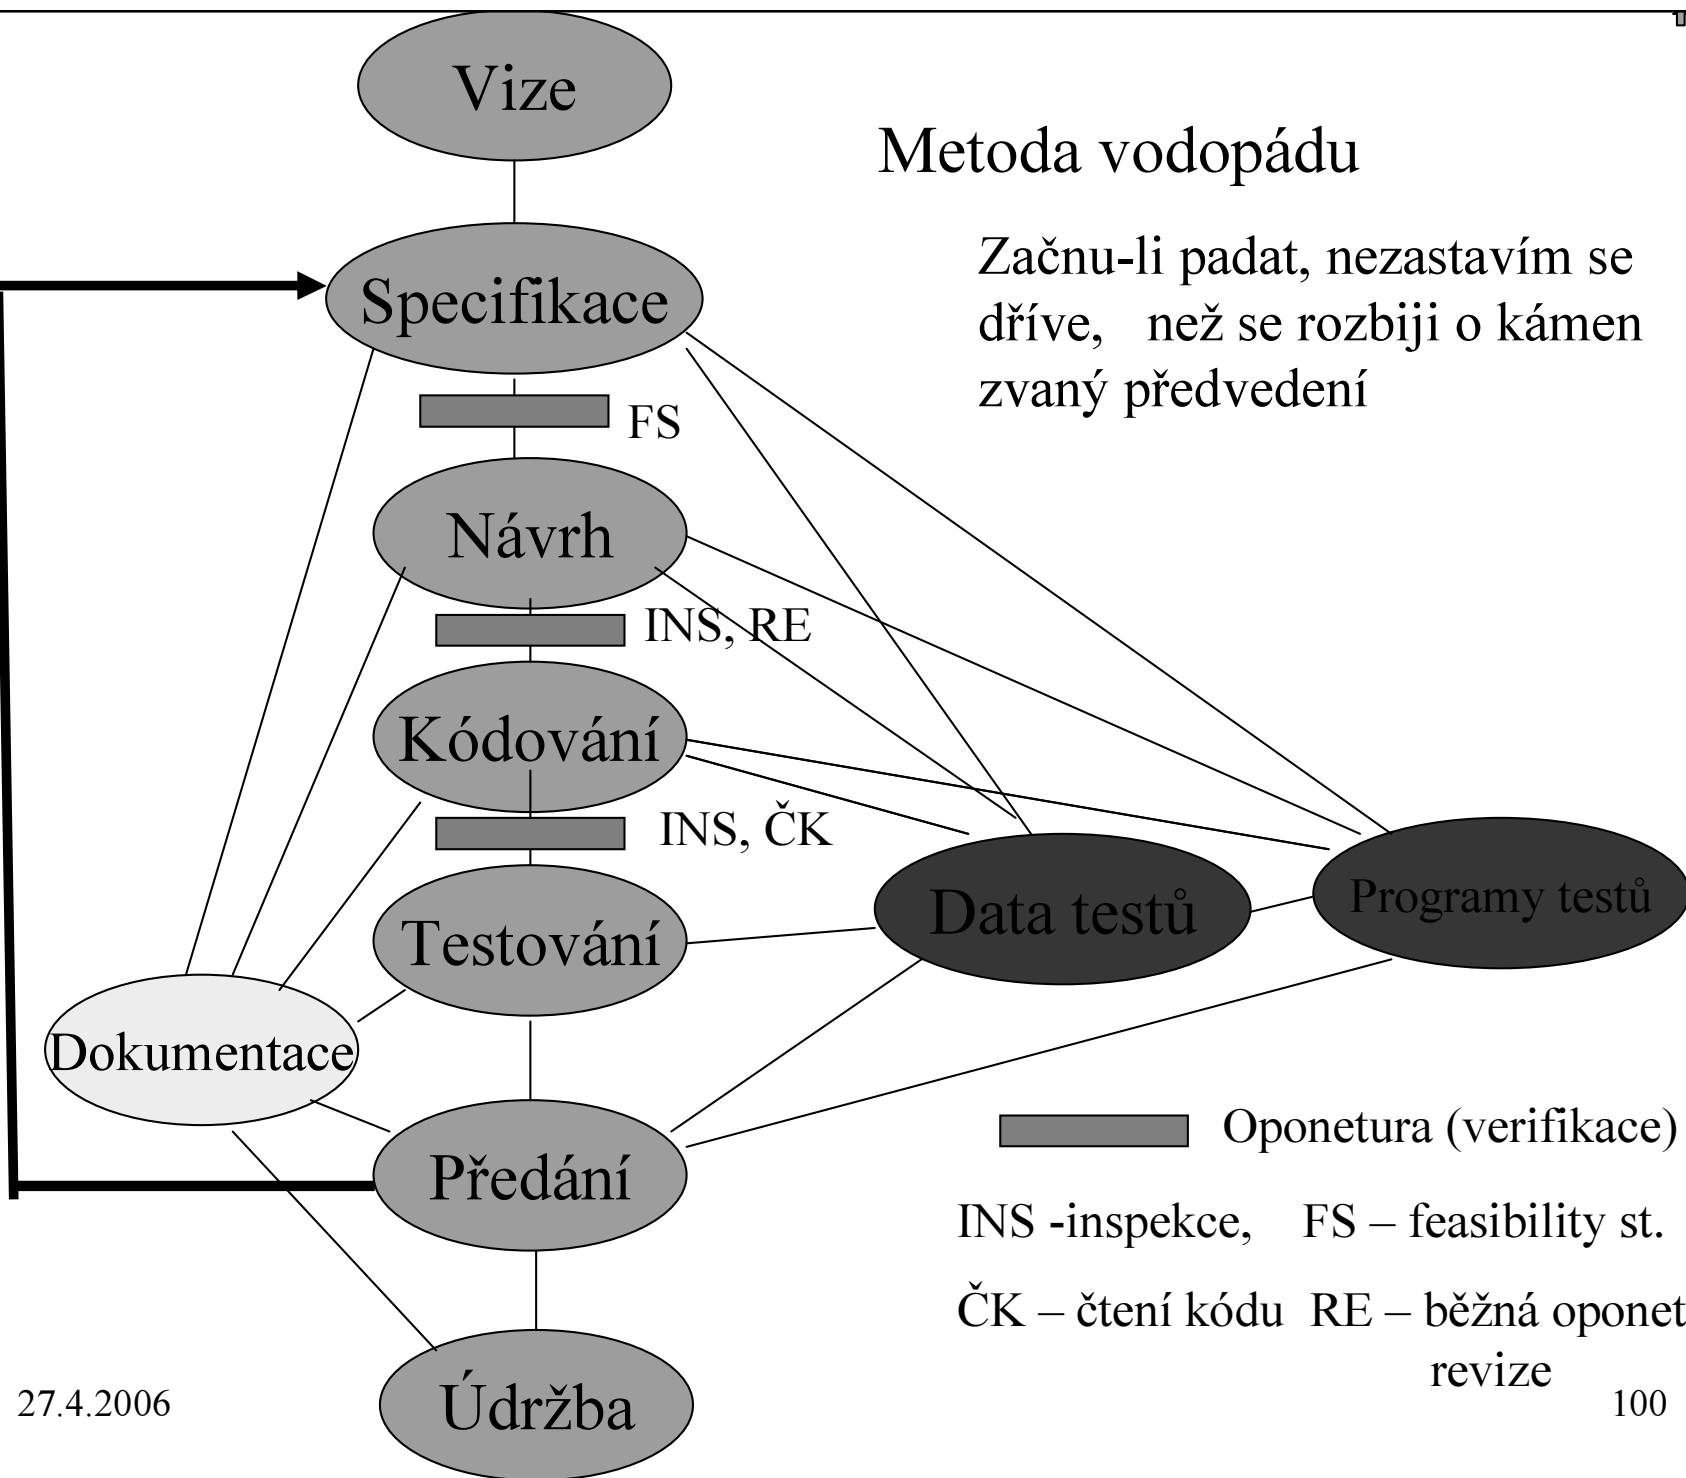 Vize
Metoda vodopádu
Začnu-li padat, nezastavím se
dříve, než se rozbiji o kámen
zvaný předvedení
Specifikace
FS
Návrh
INS, RE
Kódování
INS, ČK
Testování
Data testů
Programy testů
Dokumentace
Předání
Oponetura (verifikace)
INS -inspekce, FS – feasibility st.
ČK – čtení kódu RE – běžná oponet
revize
Údržba
27.4.2006
100